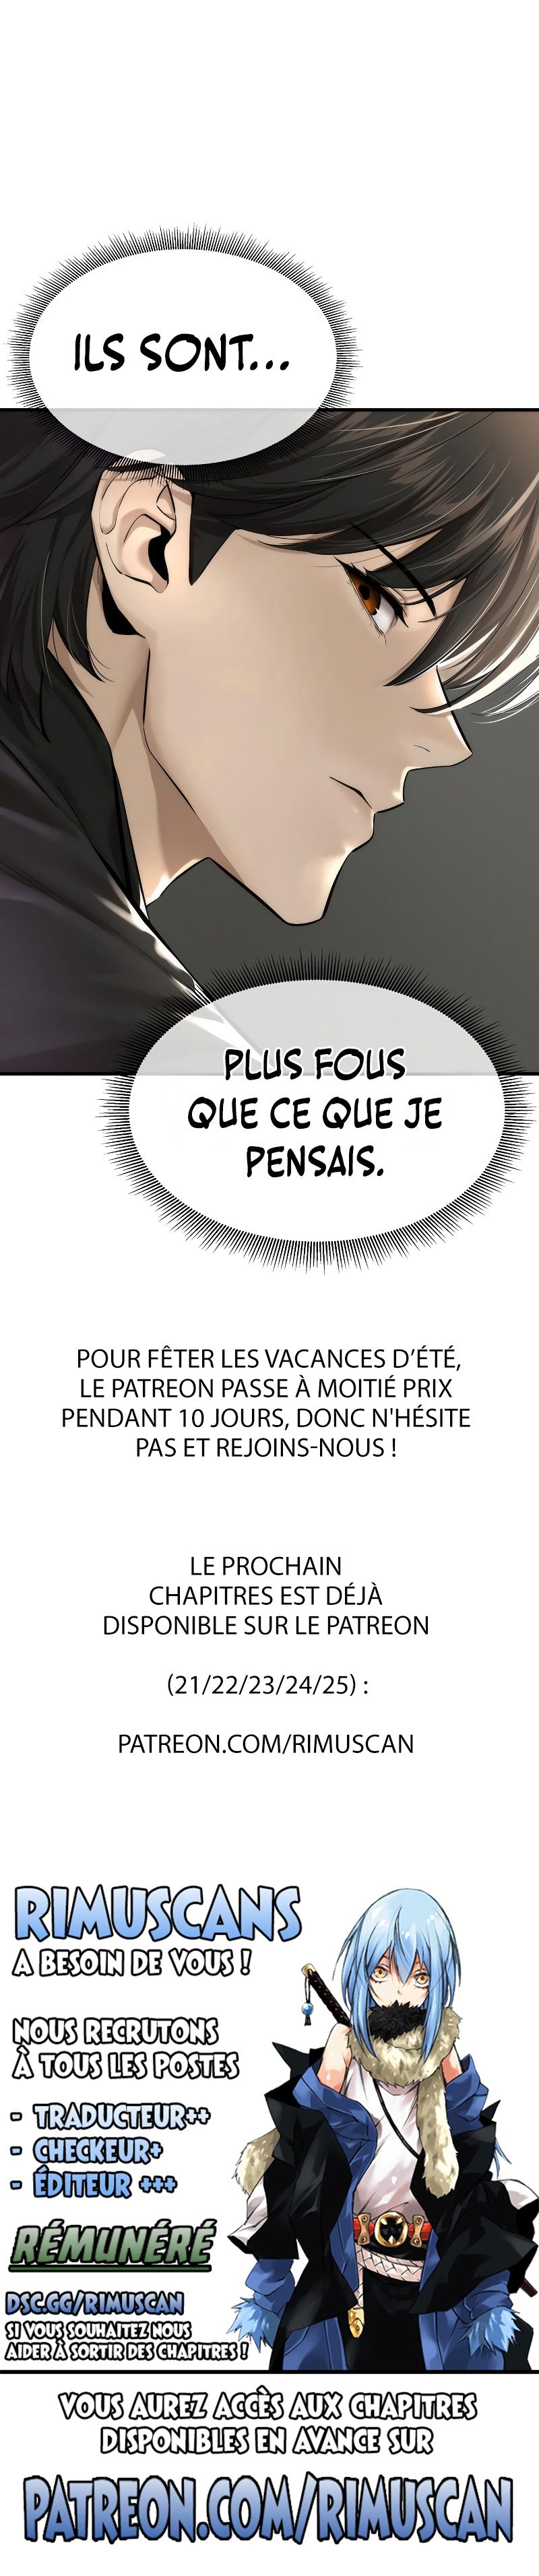 ILS SONT...
PLUS FOUS
QUE CE QUE JE
PENSAIS.
POUR FÊTER LES VACANCES D'ÉTÉ,
LE PATREON PASSE À MOITIÉ PRIX
PENDANT 10 JOURS, DONC N'HÉSITE
PAS ET REJOINS-NOUS !
LE PROCHAIN
CHAPITRES EST DÉJÀ
DISPONIBLE SUR LE PATREON
(21/22/23/24/25) :
PATREON.COM/RIMUSCAN
RIMUSCANS
A BESOIN DE VOUS !
NOUS RECRUTONS
À TOUS LES POSTES
- TRADUCTEUR++
- CHECKEUR+
- ÉDITEUR +++
RÉMUNÉRÉ
DSC.GG/RIMUSCAN
SI VOUS SOUHAITEZ NOUS
AIDER À SORTIR DES CHAPITRES !
VOUS AUREZ ACCÈS AUX CHAPITRES
DISPONIBLES EN AVANCE SUR
PATREON.COM/RIMUSCAN